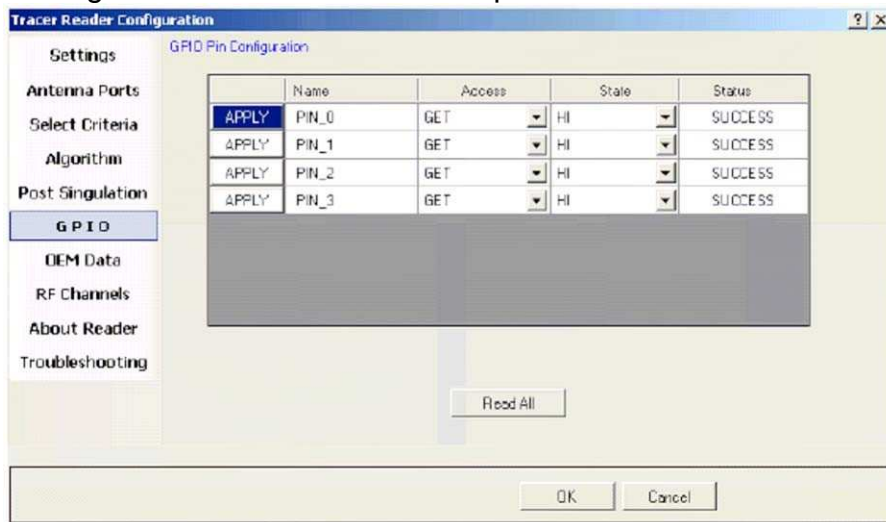 Tracer Reader Configuration
Settings
Antenna Ports
Select Criteria
Algorithm
Post Singulation
GPIO
OEM Data
RF Channels
About Reader
Troubleshooting
GPIO Pin Configuration
Name Access State Status
APPLY PIN_0 GET HI SUCCESS
APPLY PIN_1 GET HI SUCCESS
APPLY PIN_2 GET HI SUCCESS
APPLY PIN_3 GET HI SUCCESS
Read All
OK Cancel